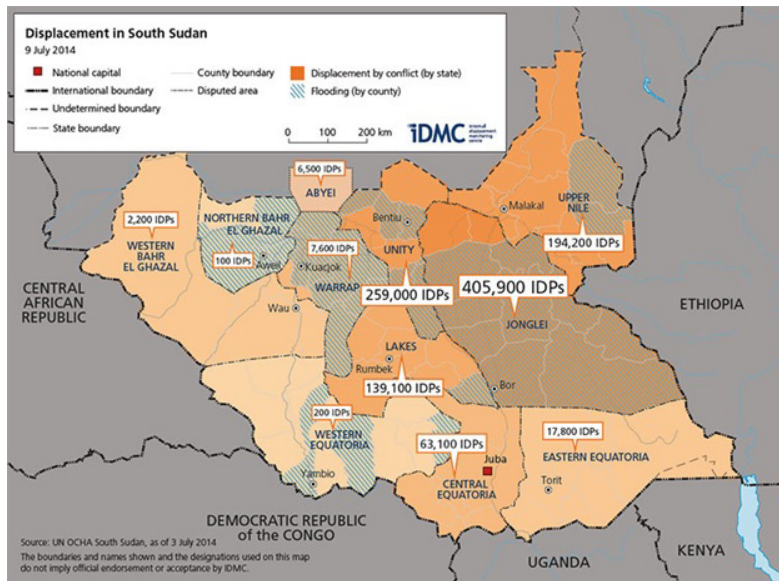 Displacement in South Sudan
9 July 2014
National capital
International boundary
Undetermined boundary
State boundary
County boundary
Disputed area
Displacement by conflict (by state)
Flooding (by county)
0 100 200 km
iDMC
internal
displacement
monitoring
centre
6,500 IDPs
ABYEI
2,200 IDPs
WESTERN
BAHR
EL GHAZAL
NORTHERN BAHR
EL GHAZAL
100 IDPs
Aweil
7,600 IDPs
Kuacjok
WARRAP
Bentiu
UNITY
259,000 IDPs
Malakal
UPPER
NILE
194,200 IDPs
405,900 IDPs
JONGLEI
CENTRAL
AFRICAN
REPUBLIC
ETHIOPIA
Wau
LAKES
Rumbek
139,100 IDPs
Bor
200 IDPs
WESTERN
EQUATORIA
Yambio
63,100 IDPs
Juba
CENTRAL
EQUATORIA
17,800 IDPs
EASTERN EQUATORIA
Torit
DEMOCRATIC REPUBLIC
of the CONGO
UGANDA
KENYA
Source: UN OCHA South Sudan, as of 3 July 2014
The boundaries and names shown and the designations used on this map
do not imply official endorsement or acceptance by IDMC.